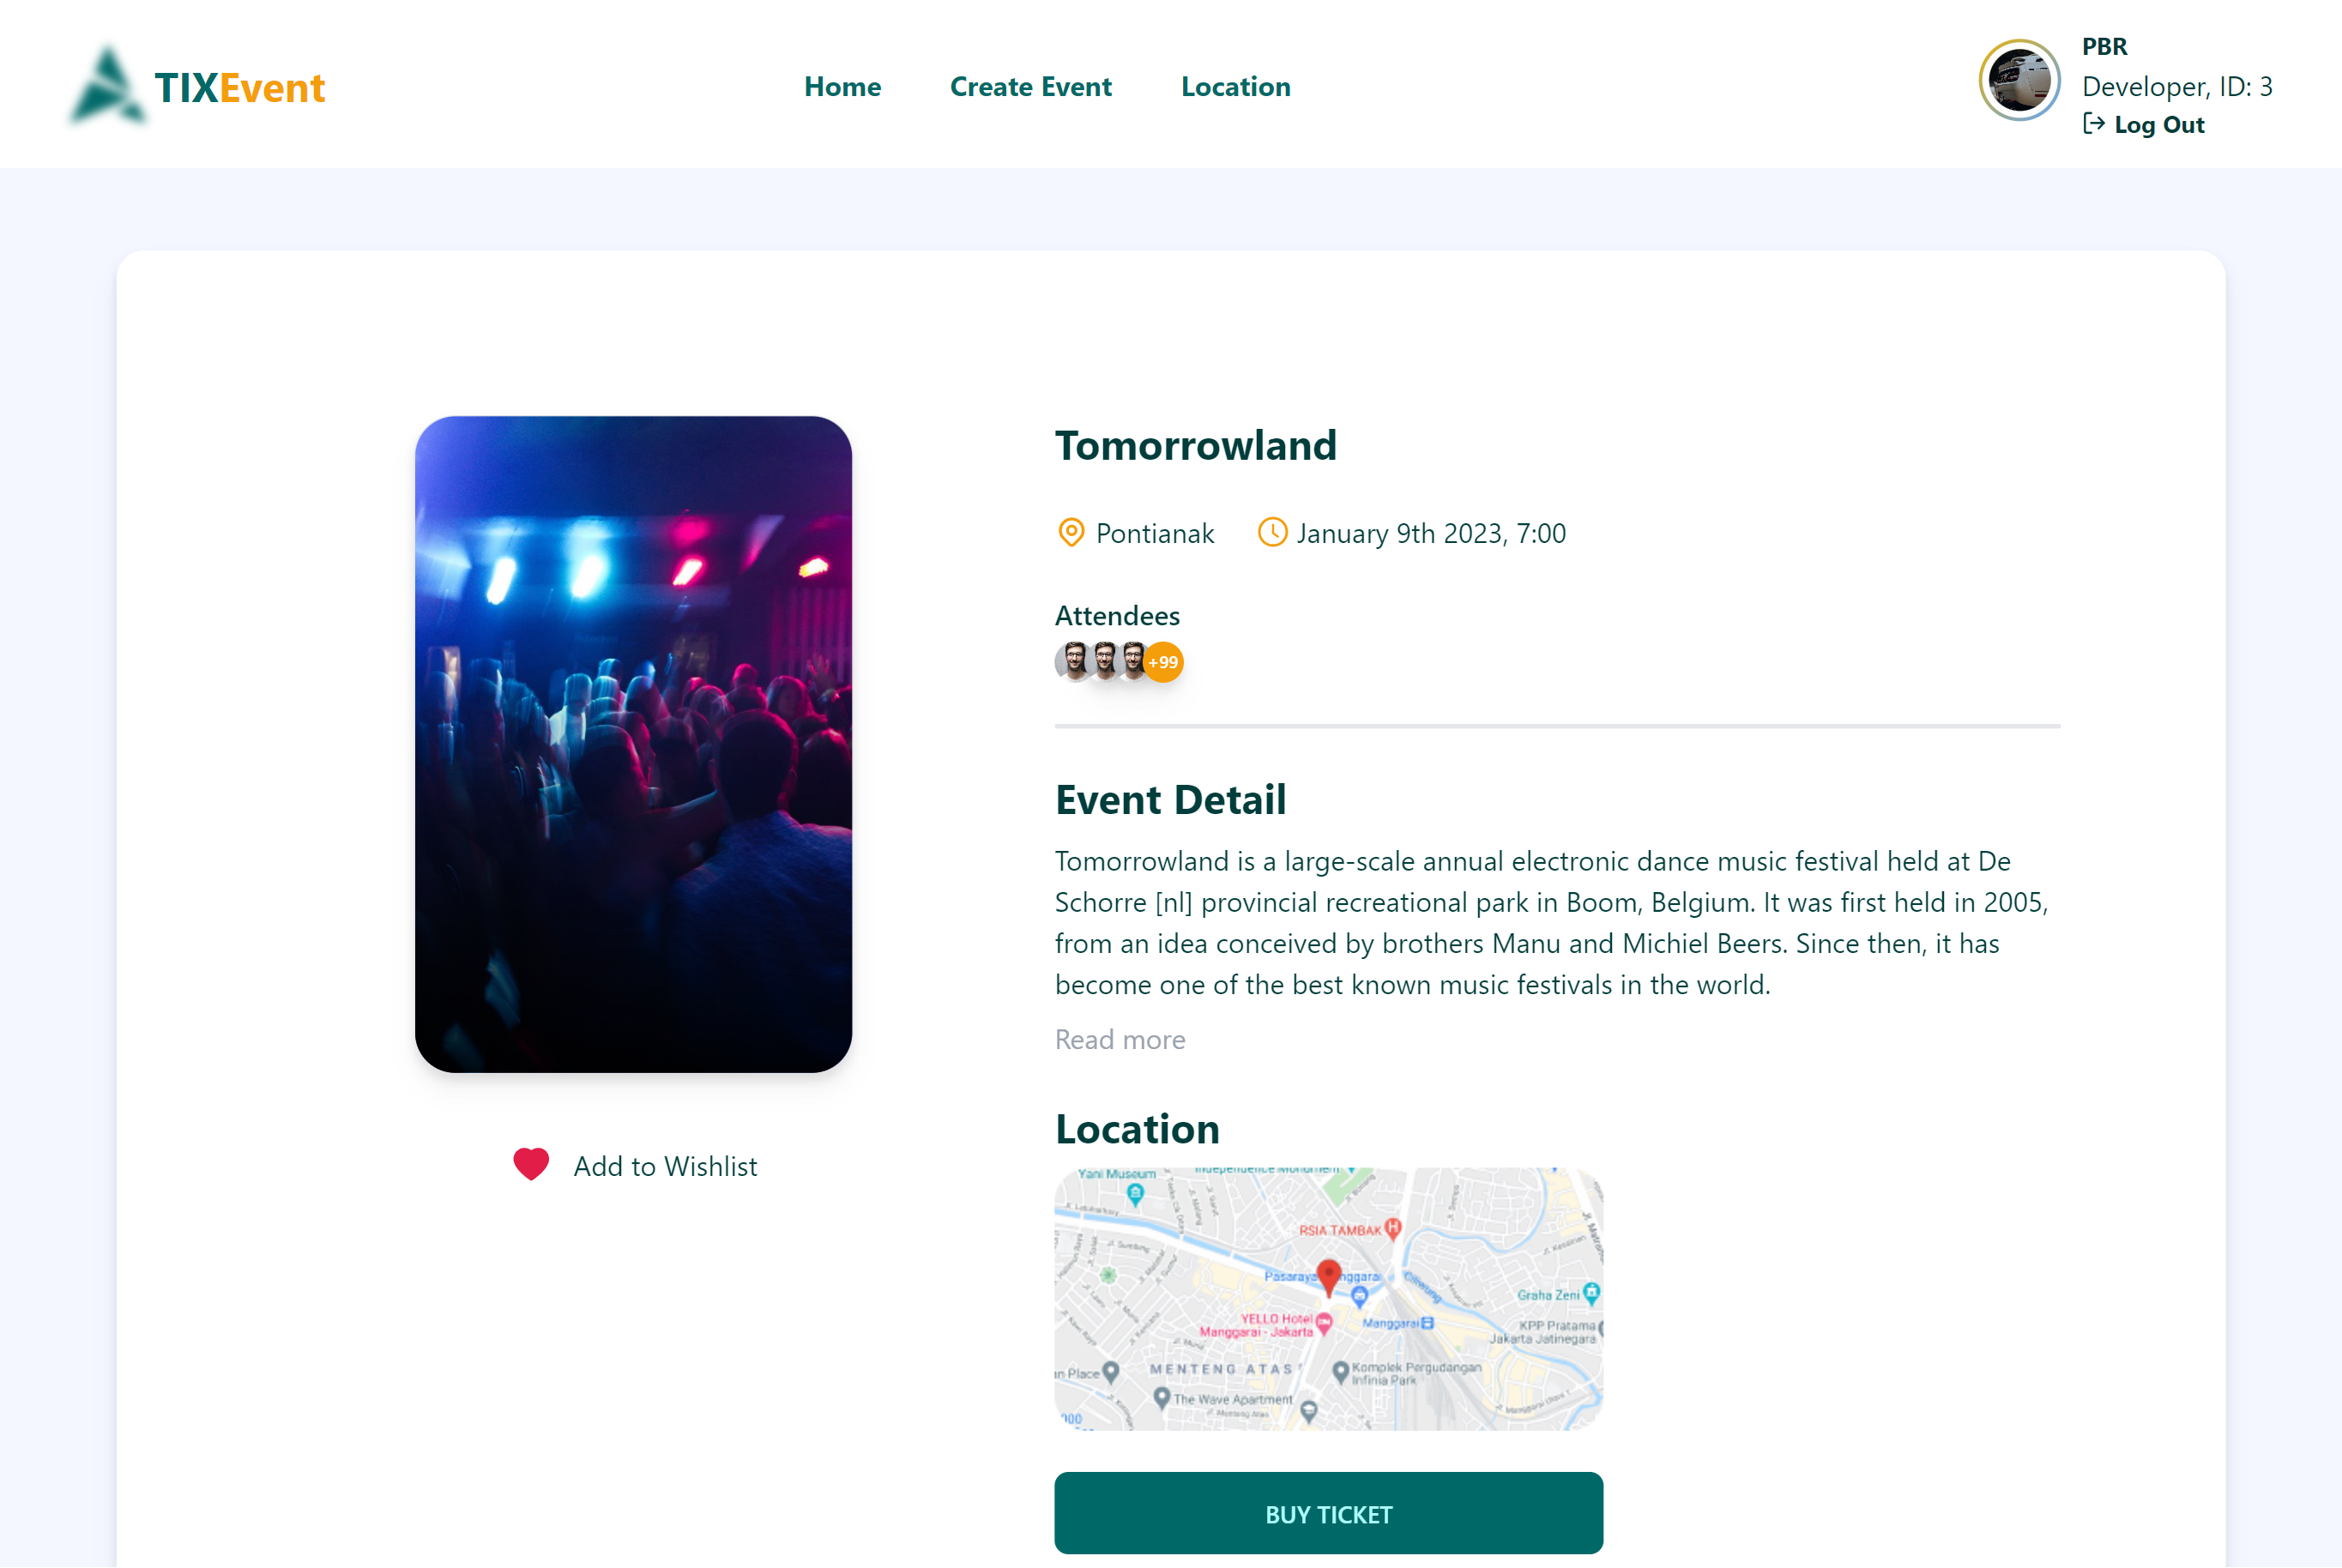 TIXEvent
Home Create Event Location
PBR
Developer, ID: 3
Log Out
Tomorrowland
Pontianak January 9th 2023, 7:00
Attendees
+99
Event Detail
Tomorrowland is a large-scale annual electronic dance music festival held at De
Schorre [nl] provincial recreational park in Boom, Belgium. It was first held in 2005,
from an idea conceived by brothers Manu and Michiel Beers. Since then, it has
become one of the best known music festivals in the world.
Read more
Add to Wishlist
Location
Yani Museum
RSIA TAMBAK
Pasaraya
Ciliwung
Graha Zeni
YELLO Hotel
Manggarai - Jakarta
Manggarai
KPP Pratama
Jakarta Jatinegara
MENTENG ATAS
Komplek Pergudangan
Infinia Park
The Wave Apartment
Jl. Menteng Atas
BUY TICKET